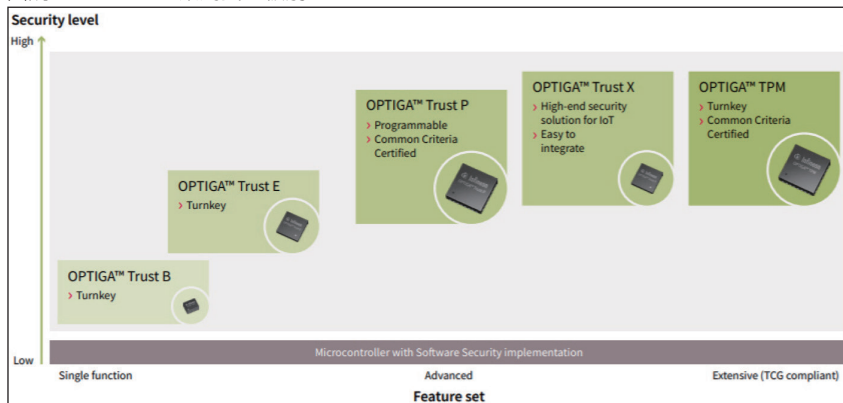 Security level
High
OPTIGA™ Trust P
› Programmable
› Common Criteria
Certified
OPTIGA™ Trust X
› High-end security
solution for IoT
› Easy to
integrate
OPTIGA™ TPM
› Turnkey
› Common Criteria
Certified
OPTIGA™ Trust E
› Turnkey
OPTIGA™ Trust B
› Turnkey
Microcontroller with Software Security implementation
Low
Single function
Advanced
Extensive (TCG compliant)
Feature set